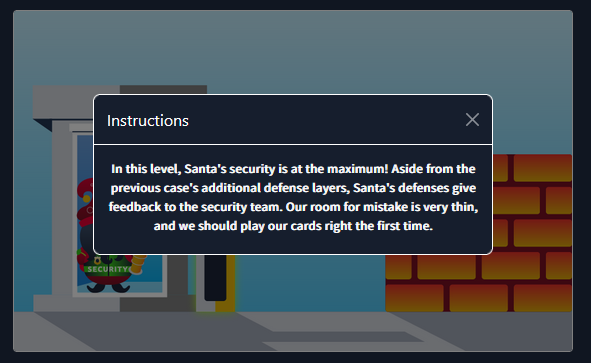 Instructions
In this level, Santa's security is at the maximum! Aside from the
previous case's additional defense layers, Santa's defenses give
feedback to the security team. Our room for mistake is very thin,
and we should play our cards right the first time.
SECURITY